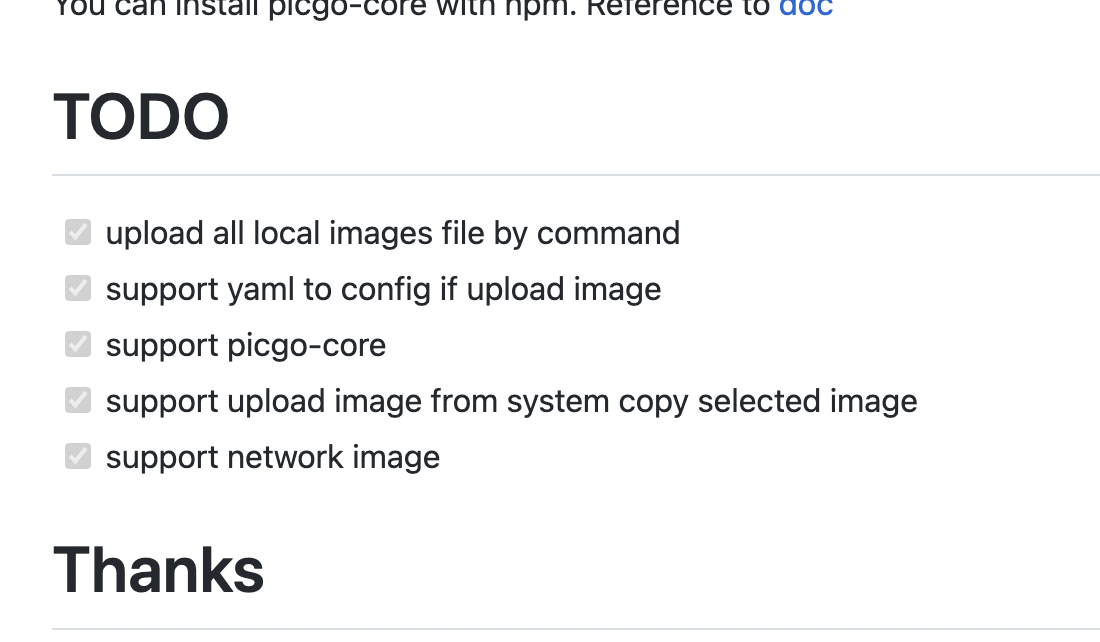 You can install picgo-core with npm. Reference to doc
TODO
upload all local images file by command
support yaml to config if upload image
support picgo-core
support upload image from system copy selected image
support network image
Thanks